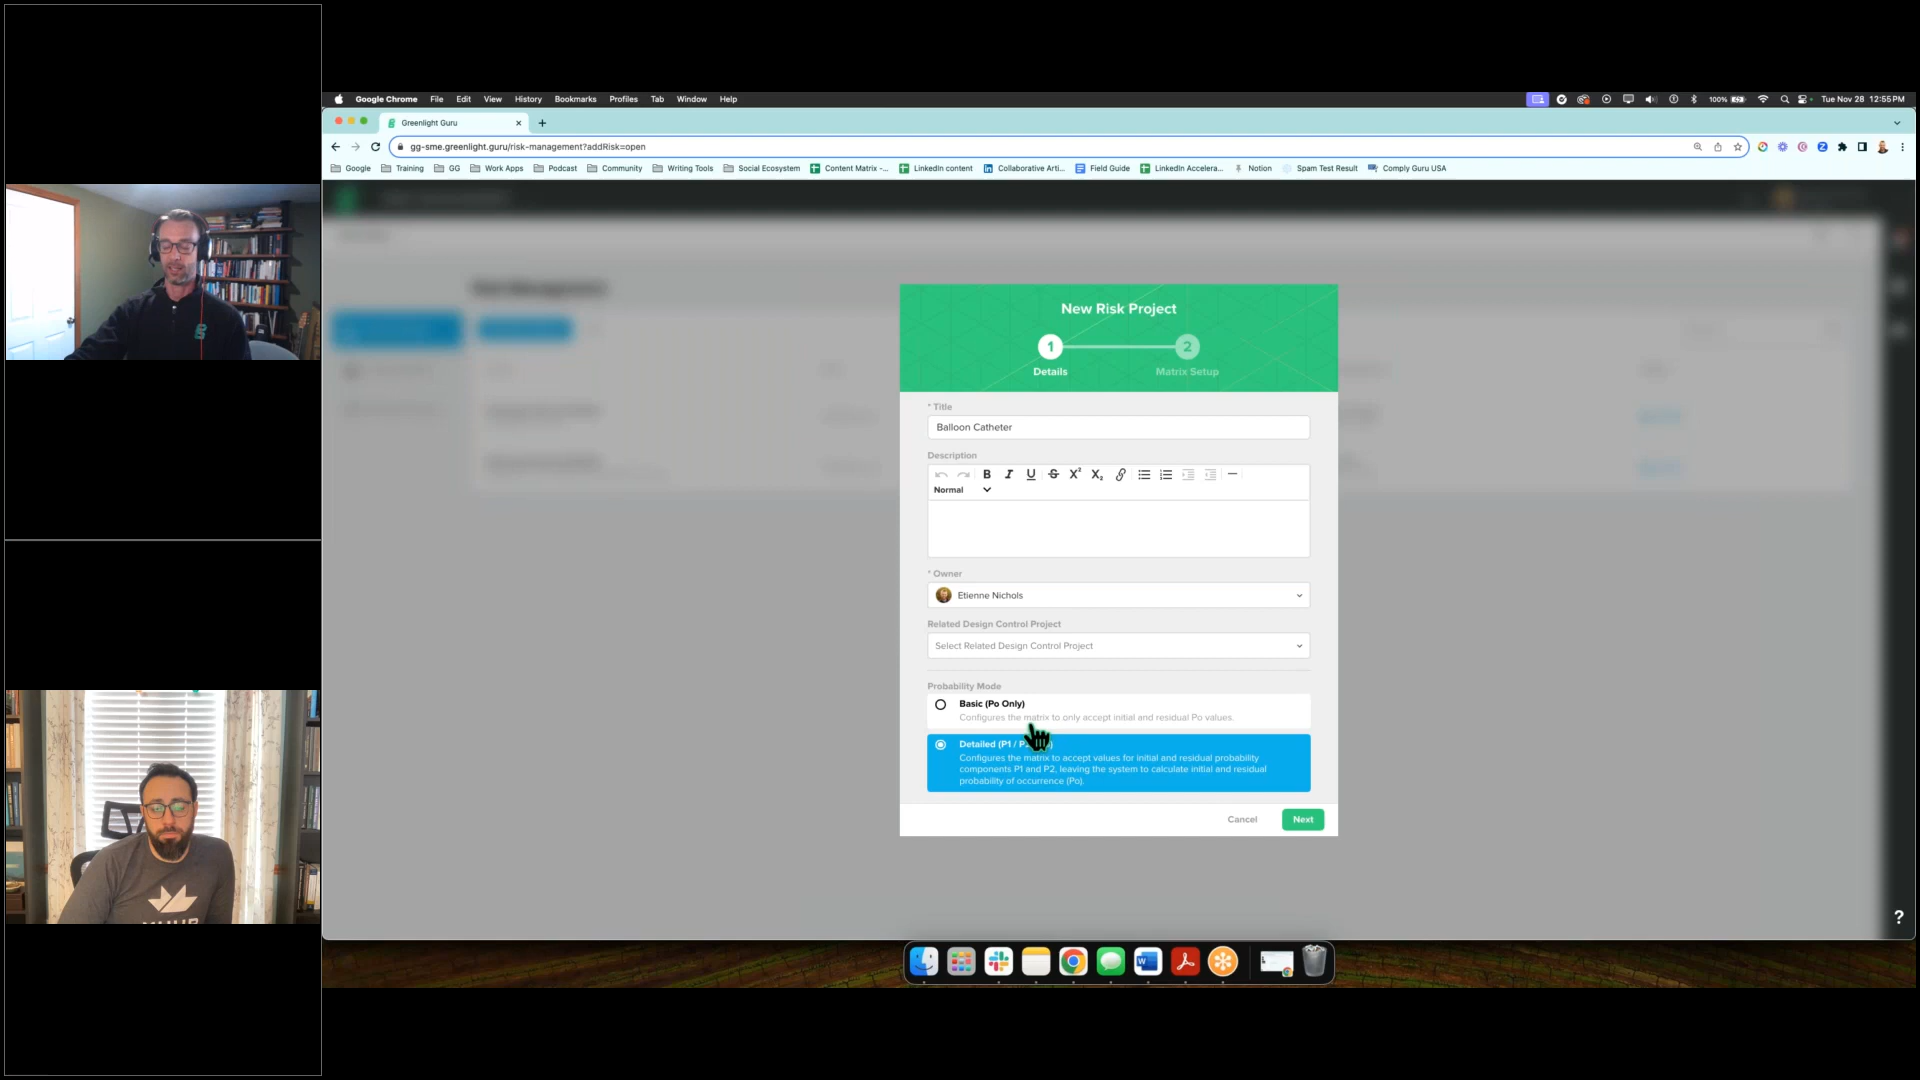 Google Chrome File Edit View History Bookmarks Profiles Tab Window Help 100% Tue Nov 28 12:55 PM
Greenlight Guru
gg-sme.greenlight.guru/risk-management?addRisk=open
Google Training GG Work Apps Podcast Community Writing Tools Social Ecosystem Content Matrix -... LinkedIn content Collaborative Arti... Field Guide LinkedIn Accelera... Notion Spam Test Result Comply Guru USA
New Risk Project
1 2
Details Matrix Setup
* Title
Balloon Catheter
Description
B I U S X² X₂
Normal
* Owner
Etienne Nichols
Related Design Control Project
Select Related Design Control Project
Probability Mode
Basic (Po Only)
Configures the matrix to only accept initial and residual Po values.
Detailed (P1 /
Configures the matrix to accept values for initial and residual probability
components P1 and P2, leaving the system to calculate initial and residual
probability of occurrence (Po).
Cancel Next
?